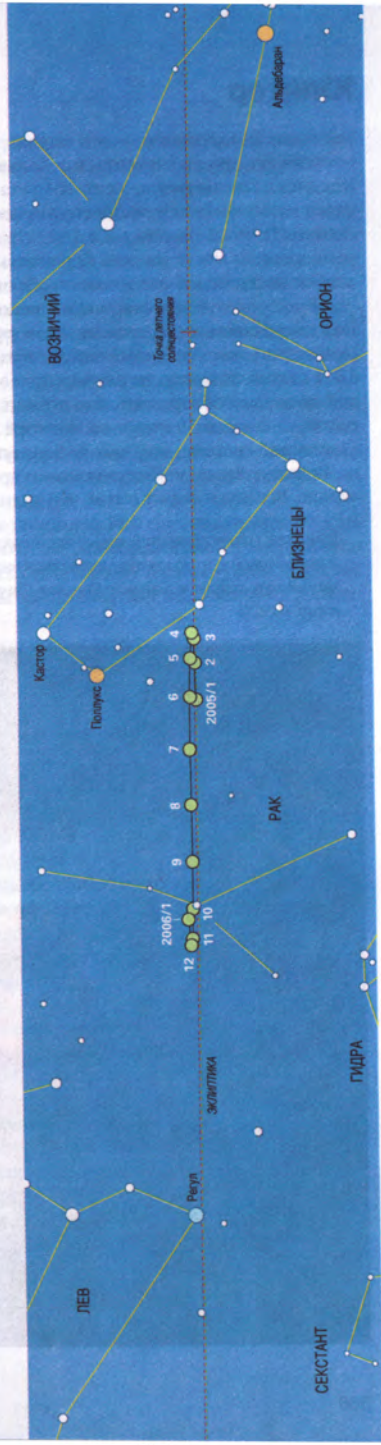 ЛЕВ
Регул
СЕКСТАНТ
ЭКЛИПТИКА
ГИДРА
12
11
2006/1
10
9
РАК
8
7
6
2005/1
5
2
4
3
Поллукс
Кастор
БЛИЗНЕЦЫ
ВОЗНИЧИЙ
Точка летнего
солнцестояния
ОРИОН
Альдебаран